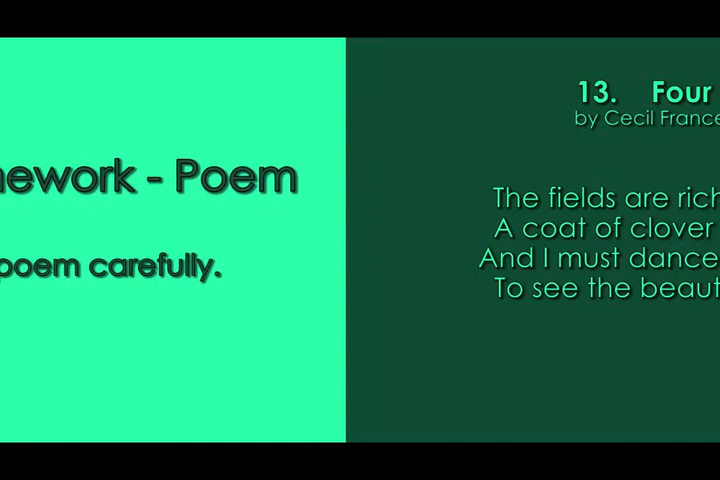 ework - Poem
poem carefully.
13. Four
by Cecil France
The fields are rich
A coat of clover
And I must dance
To see the beaut